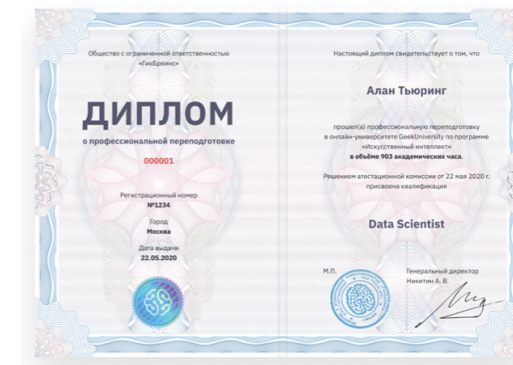 Общество с ограниченной ответственностью
«ГикБреинс»
ДИПЛОМ
о профессиональной переподготовке
000001
Регистрационный номер
№1234
Город
Москва
Дата выдачи
22.05.2020
Настоящий диплом свидетельствует о том, что
Алан Тьюринг
прошел(а) профессиональную переподготовку
в онлайн-университете GeekUniversity по программе
«Искусственный интеллект»
в объёме 903 академических часа.
Решением атестационной комиссии от 22 мая 2020 г.
присвоена квалификация
Data Scientist
М.П.
Генеральный директор
Никитин А. В.